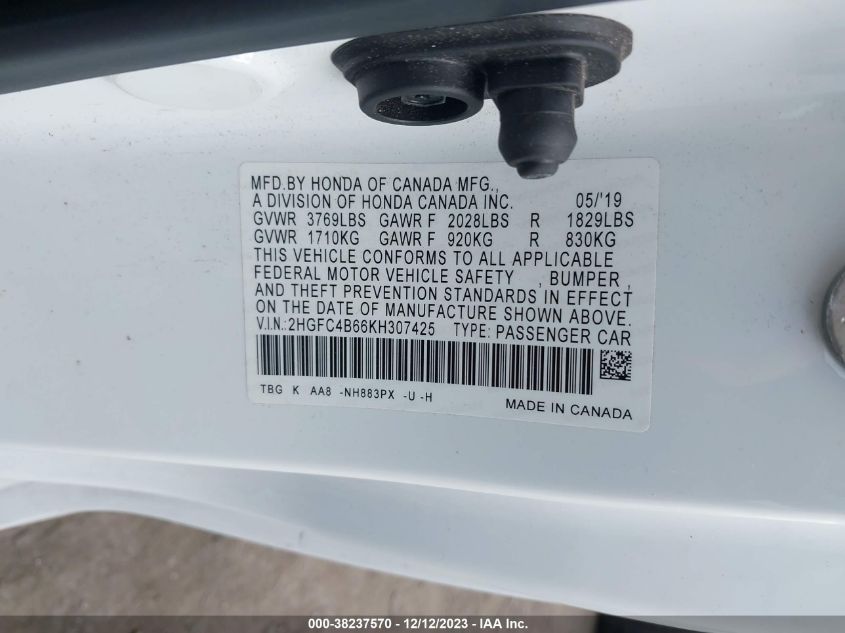 MFD.BY HONDA OF CANADA MFG.,
A DIVISION OF HONDA CANADA INC. 05/'19
GVWR 3769LBS GAWR F 2028LBS R 1829LBS
GVWR 1710KG GAWR F 920KG R 830KG
THIS VEHICLE CONFORMS TO ALL APPLICABLE
FEDERAL MOTOR VEHICLE SAFETY , BUMPER ,
AND THEFT PREVENTION STANDARDS IN EFFECT
ON THE DATE OF MANUFACTURE SHOWN ABOVE.
V.I.N.:2HGFC4B66KH307425 TYPE: PASSENGER CAR
TBG K AA8 -NH883PX -U -H
MADE IN CANADA
000-38237570 - 12/12/2023 - IAA Inc.